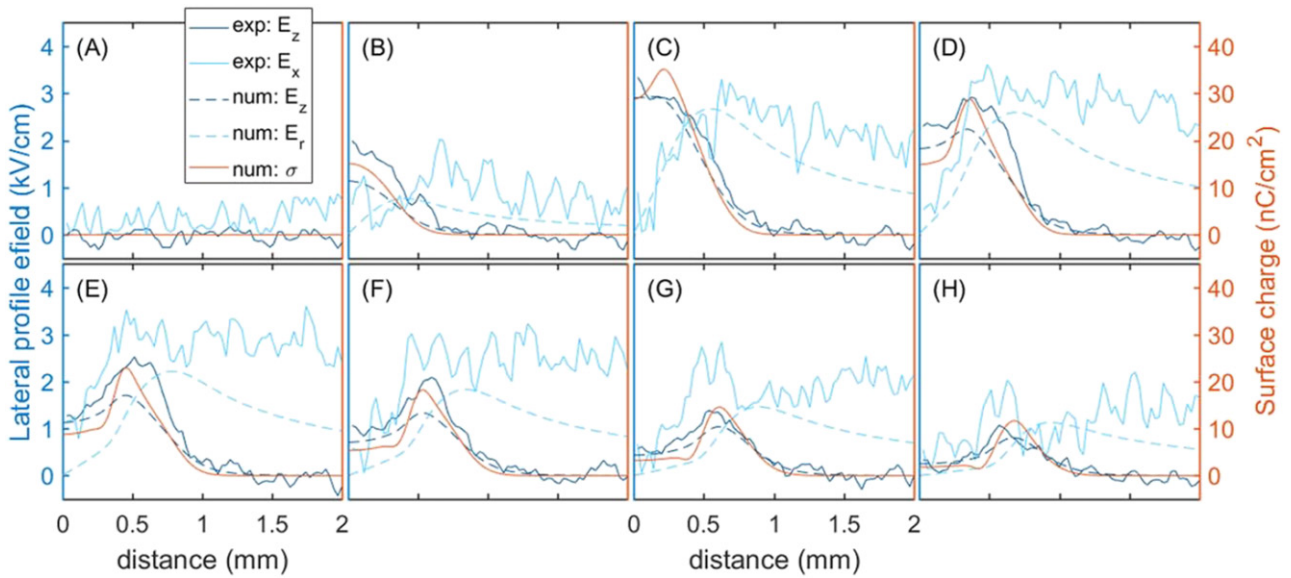 Lateral profile efield (kV/cm)
4
3
2
1
0
(A)
exp: E_z
exp: E_x
num: E_z
num: E_r
num: σ
(B)
(C)
(D)
40
30
20
10
0
Surface charge (nC/cm²)
4
3
2
1
0
(E)
(F)
(G)
(H)
40
30
20
10
0
0 0.5 1 1.5 2
0 0.5 1 1.5 2
distance (mm)
distance (mm)